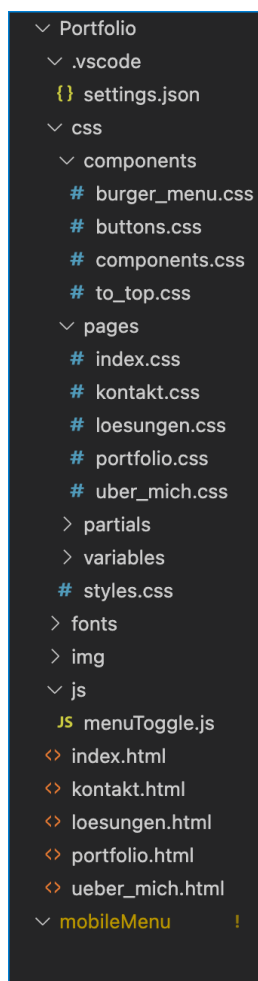 Portfolio
.vscode
{} settings.json
css
components
# burger_menu.css
# buttons.css
# components.css
# to_top.css
pages
# index.css
# kontakt.css
# loesungen.css
# portfolio.css
# uber_mich.css
partials
variables
# styles.css
fonts
img
js
JS menuToggle.js
<> index.html
<> kontakt.html
<> loesungen.html
<> portfolio.html
<> ueber_mich.html
mobileMenu !